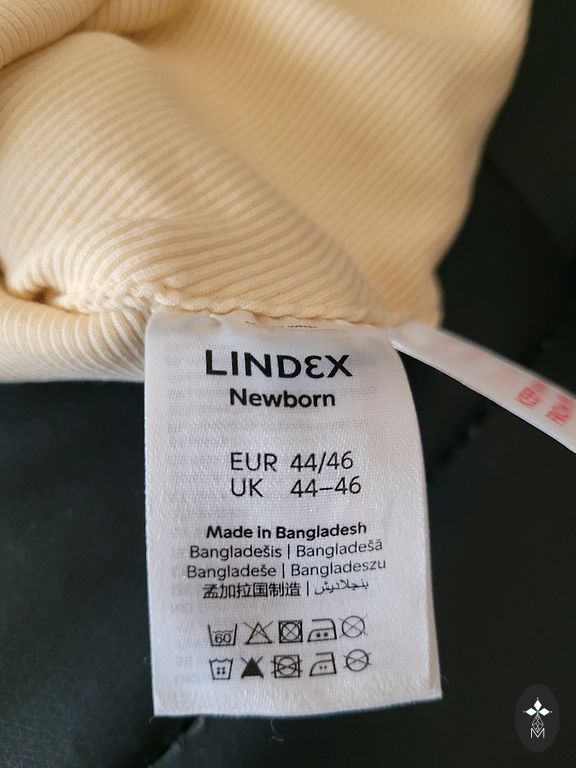 LINDEX
Newborn
EUR 44/46
UK 44–46
Made in Bangladesh
Bangladešis | Bangladešā
Bangladeše | Bangladeszu
孟加拉国制造 | بنجلاديش
60
M